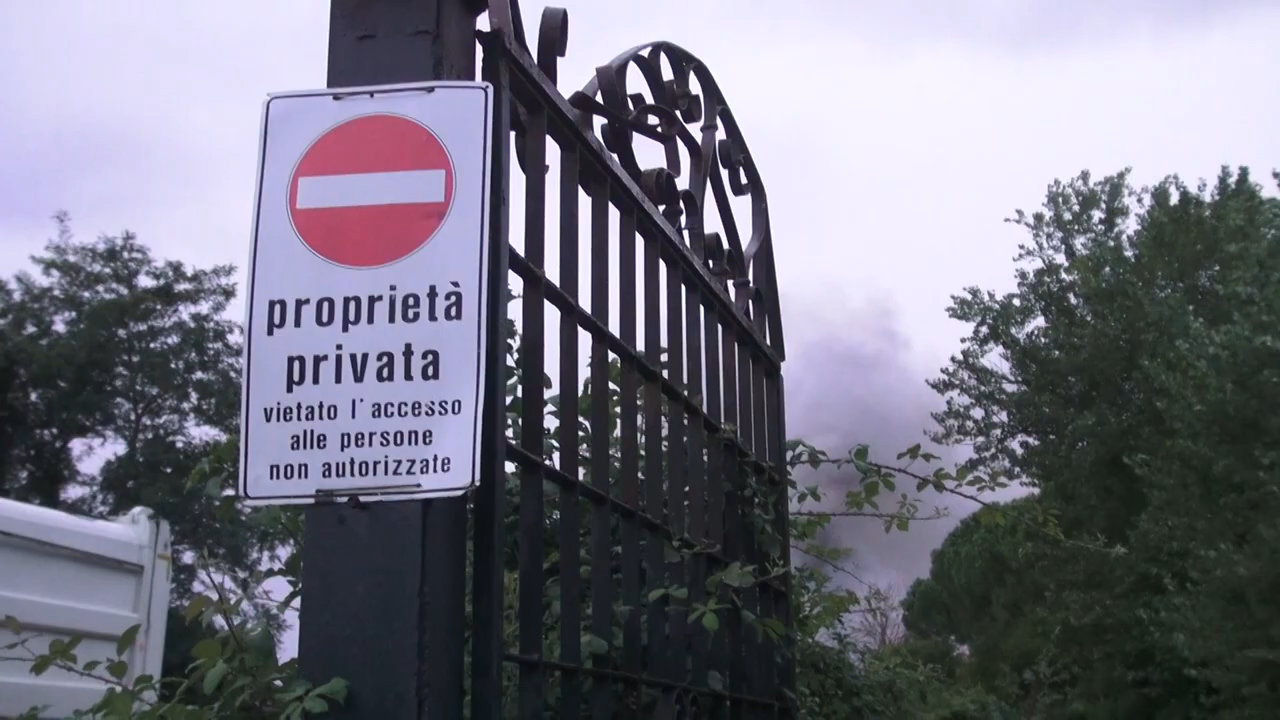 proprietà
privata
vietato l'accesso
alle persone
non autorizzate